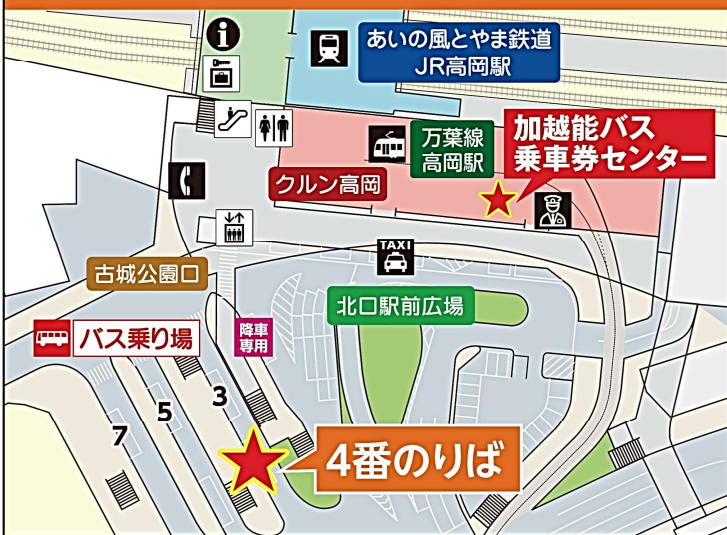 あいの風とやま鉄道
JR高岡駅
万葉線
高岡駅
加越能バス
乗車券センター
クルン高岡
TAXI
古城公園口
北口駅前広場
バス乗り場
降車
専用
3
5
7
4番のりば